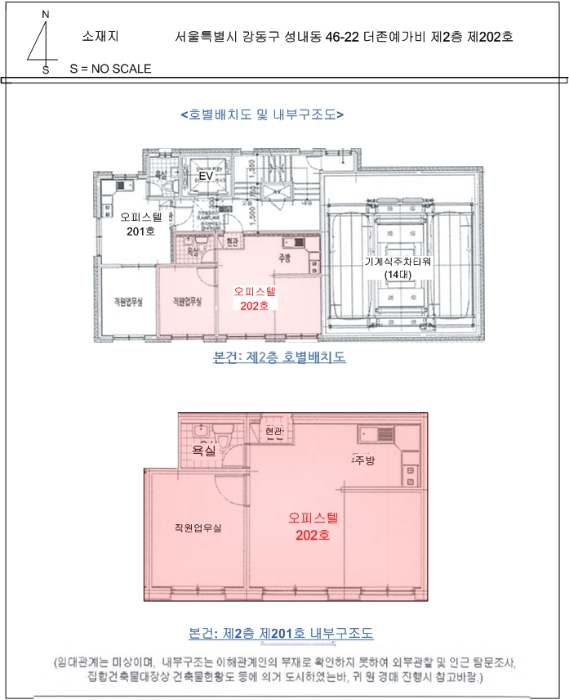 N
소재지 서울특별시 강동구 성내동 46-22 더존예가비 제2층 제202호
S
S = NO SCALE
<호별배치도 및 내부구조도>
욕실
EV
오피스텔
201호
욕실
현관
주방
기계식주차타워
(14대)
직원업무실
직원업무실
오피스텔
202호
본건: 제2층 호별배치도
현관
욕실
주방
직원업무실
오피스텔
202호
본건: 제2층 제201호 내부구조도
(임대관계는 미상이며, 내부구조는 이해관계인의 부재로 확인하지 못하여 외부관찰 및 인근 탐문조사,
집합건축물대장상 건축물현황도 등에 의거 도시하였는바, 귀 원 경매 진행시 참고바람.)